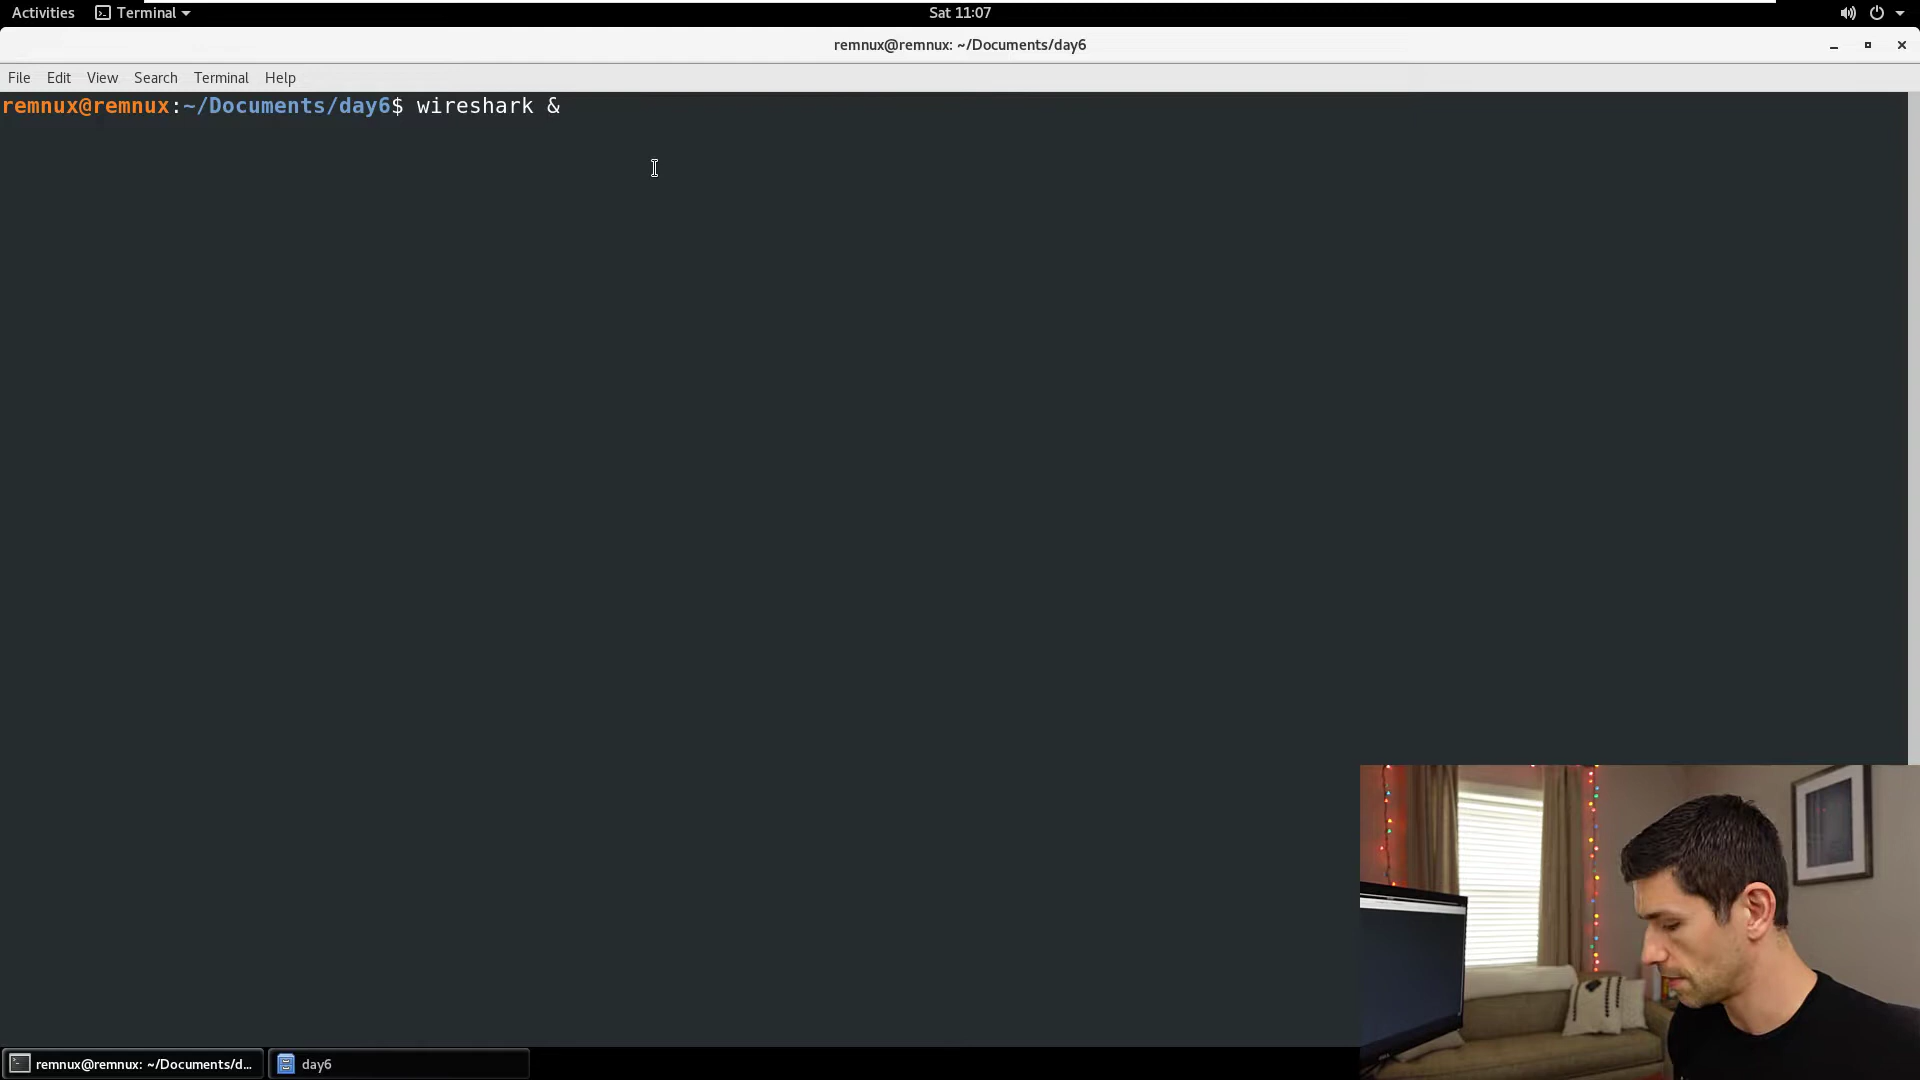 Activities Terminal Sat 11:07
remnux@remnux: ~/Documents/day6
File Edit View Search Terminal Help
remnux@remnux:~/Documents/day6$ wireshark &
remnux@remnux: ~/Documents/d... day6